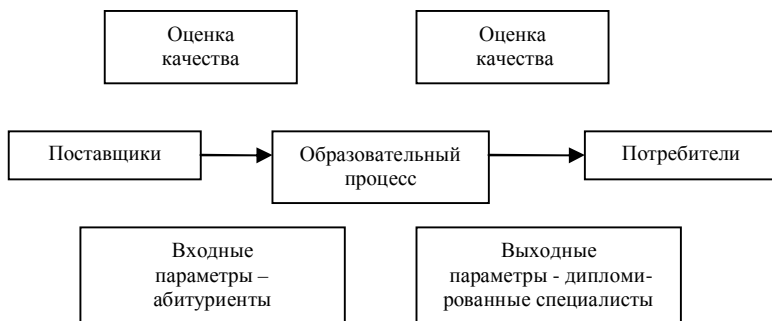 Оценка
качества
Оценка
качества
Поставщики
Образовательный
процесс
Потребители
Входные
параметры –
абитуриенты
Выходные
параметры - дипломи-
рованные специалисты